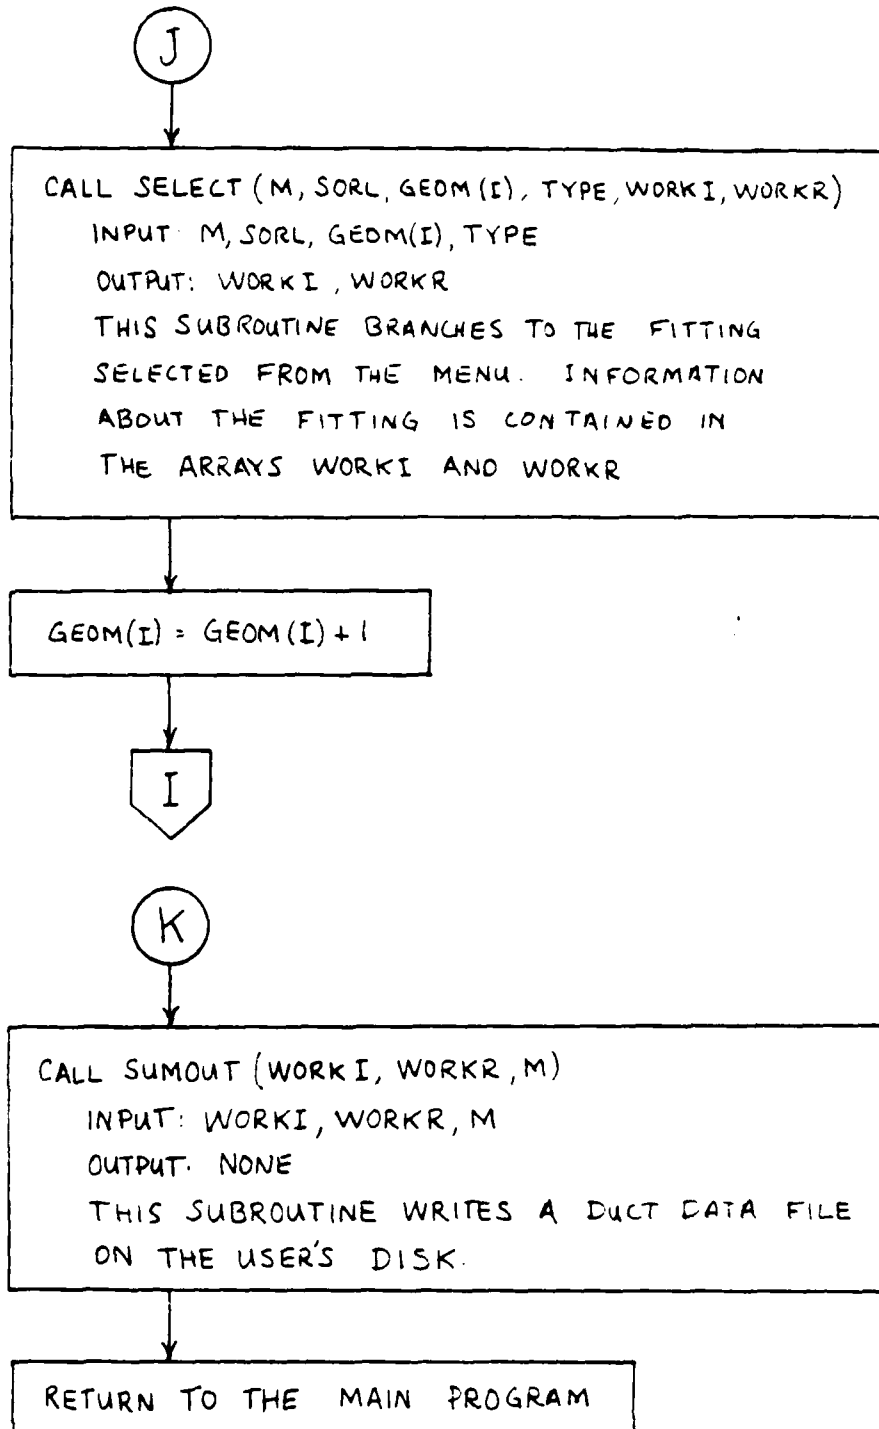 J
CALL SELECT (M, SORL, GEOM(I), TYPE, WORKI, WORKR)
INPUT: M, SORL, GEOM(I), TYPE
OUTPUT: WORKI, WORKR
THIS SUBROUTINE BRANCHES TO THE FITTING
SELECTED FROM THE MENU. INFORMATION
ABOUT THE FITTING IS CONTAINED IN
THE ARRAYS WORKI AND WORKR
GEOM(I) = GEOM(I) + 1
I
K
CALL SUMOUT (WORKI, WORKR, M)
INPUT: WORKI, WORKR, M
OUTPUT: NONE
THIS SUBROUTINE WRITES A DUCT DATA FILE
ON THE USER'S DISK.
RETURN TO THE MAIN PROGRAM